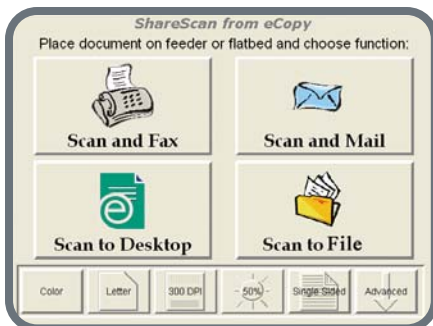 ShareScan from eCopy
Place document on feeder or flatbed and choose function:
Scan and Fax
Scan and Mail
e
Scan to Desktop
Scan to File
Color
Letter
300 DPI
50%
Single Sided
Advanced